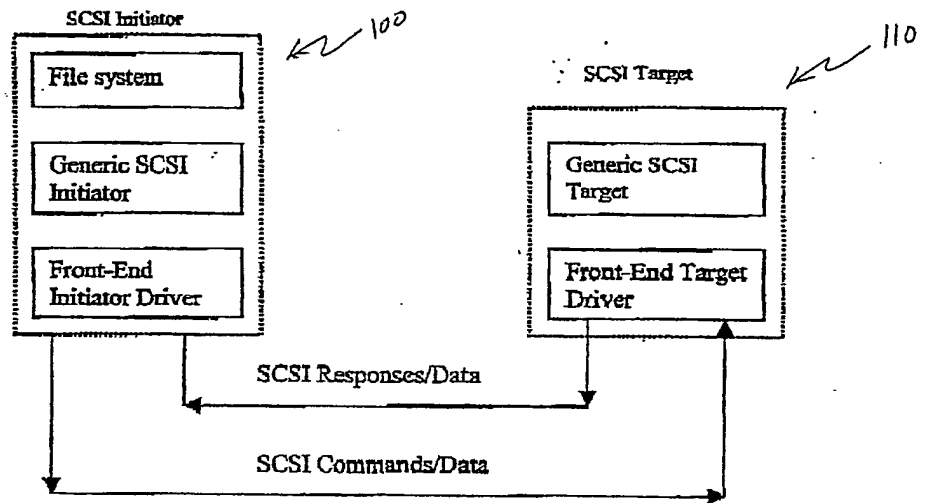 SCSI Initiator
100
File system
Generic SCSI
Initiator
Front-End
Initiator Driver
110
SCSI Target
Generic SCSI
Target
Front-End Target
Driver
SCSI Responses/Data
SCSI Commands/Data